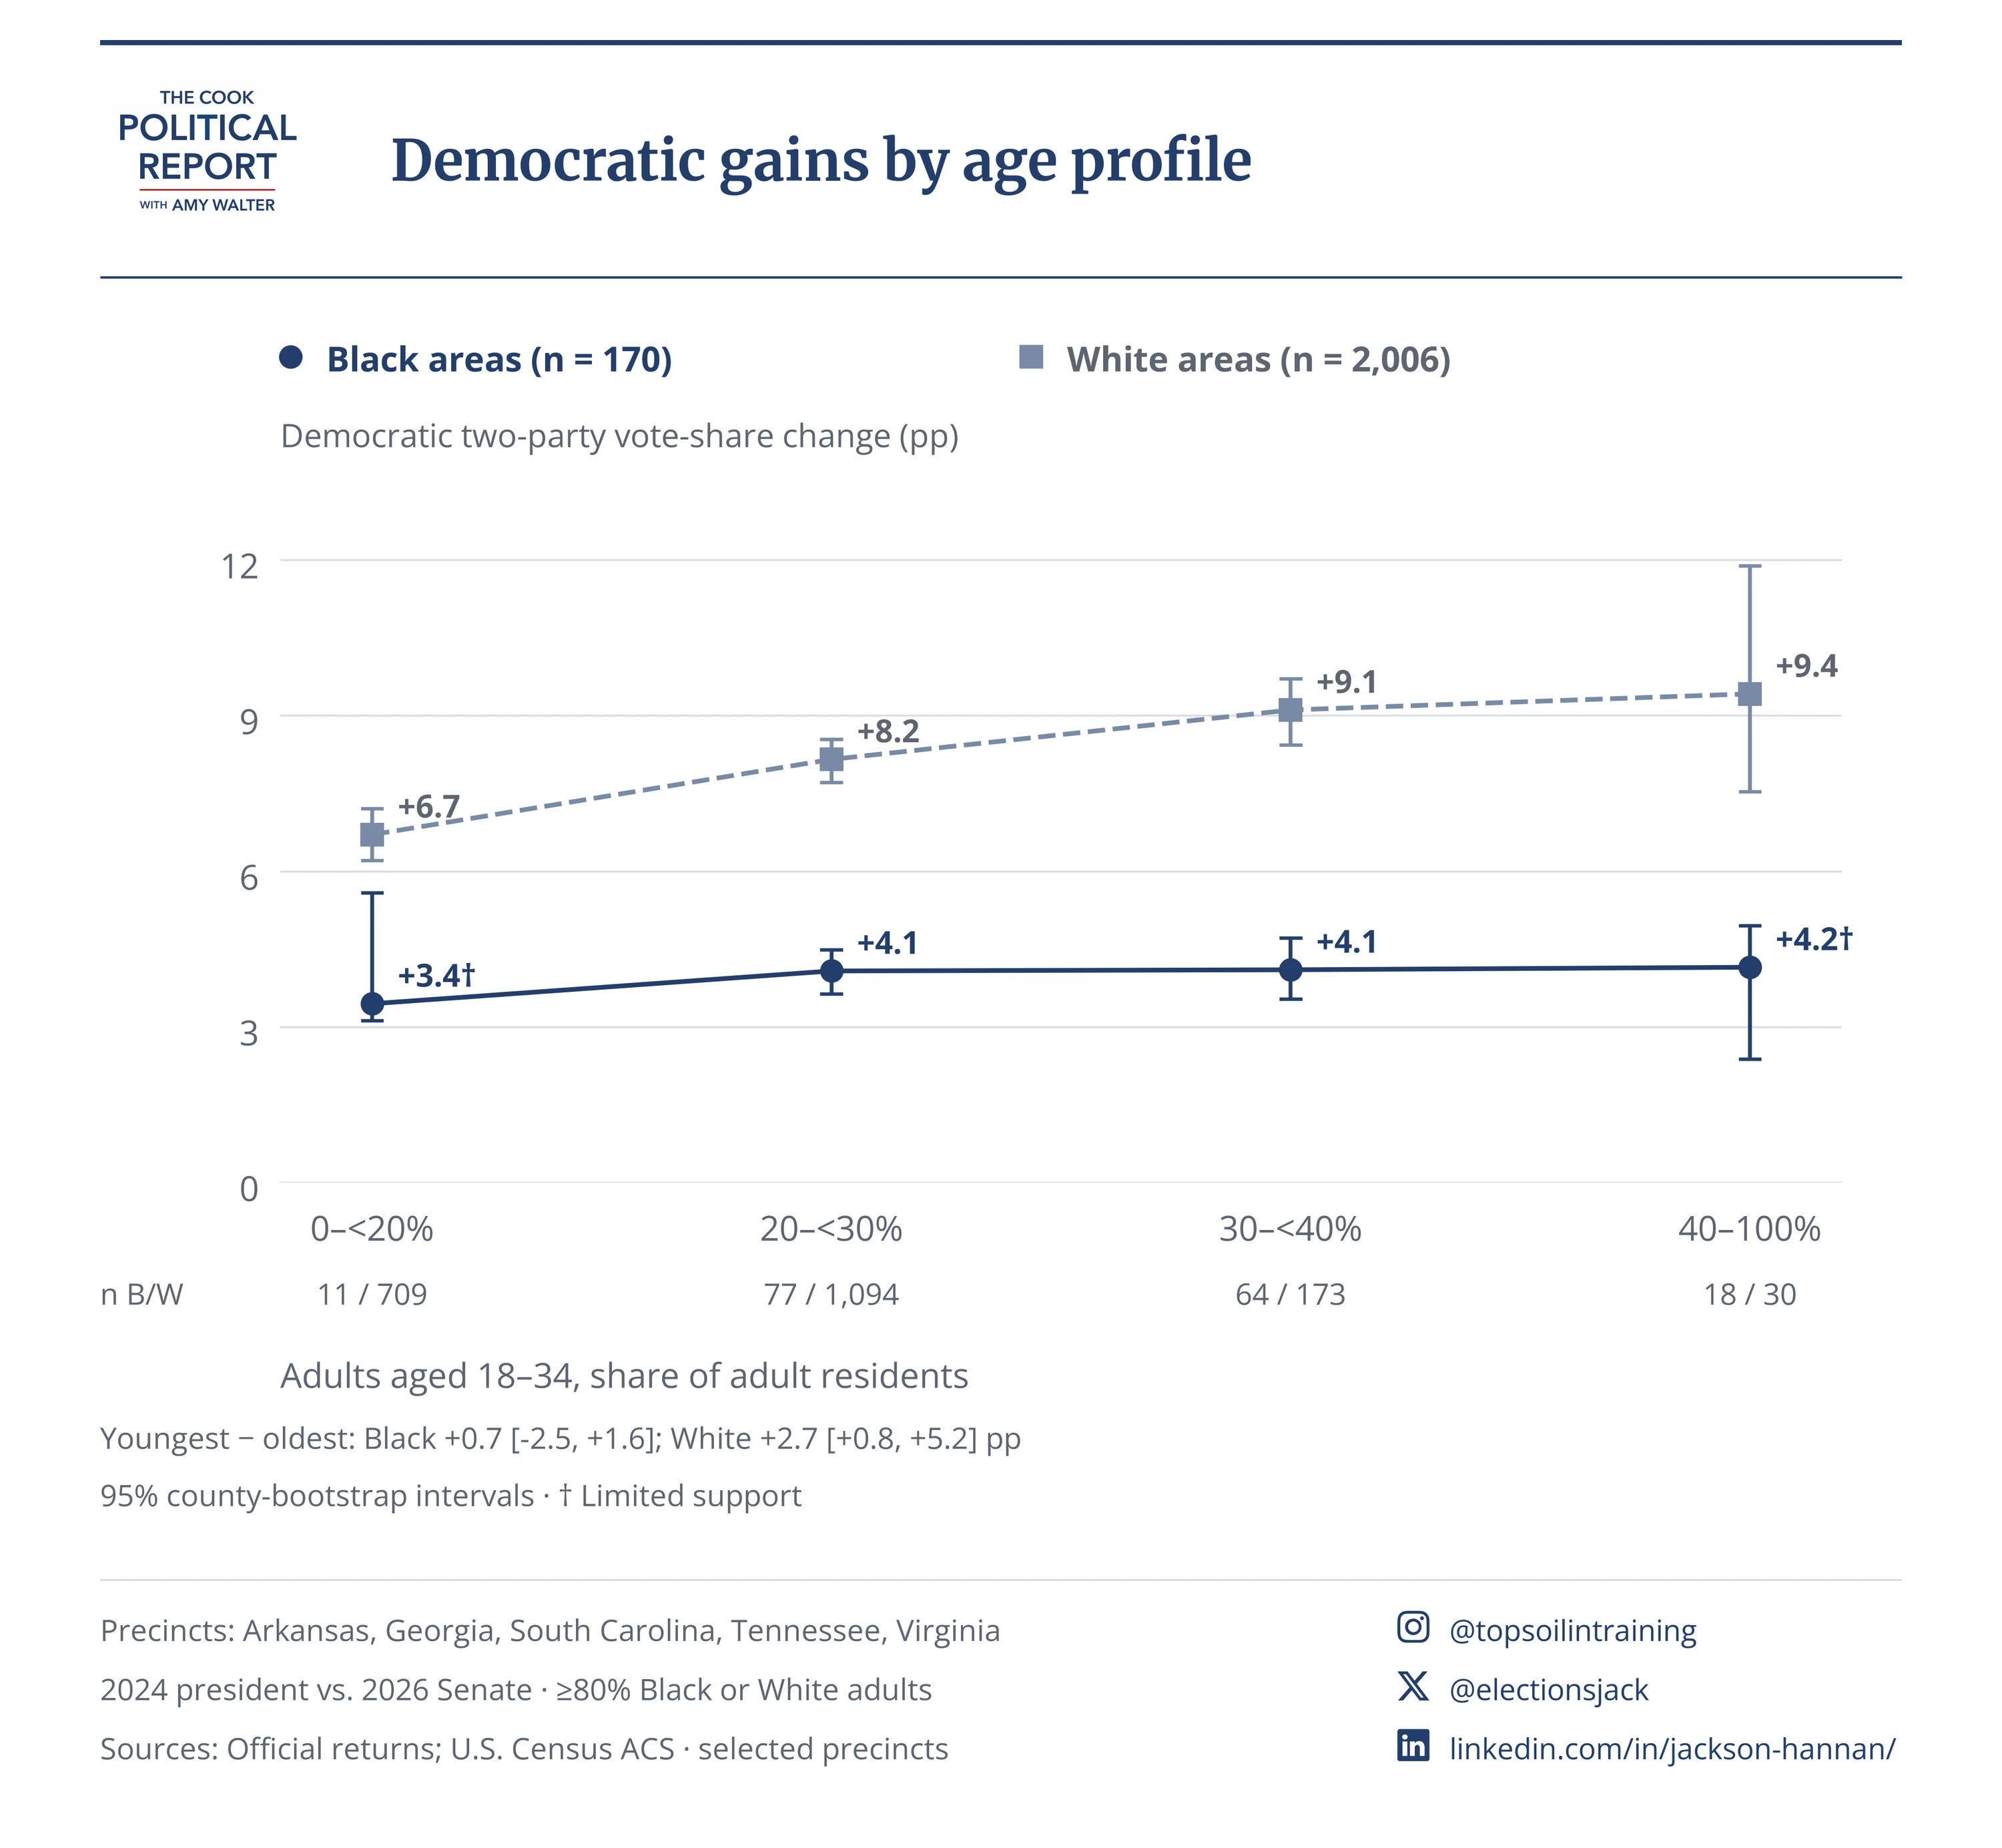 THE COOK
POLITICAL
REPORT
WITH AMY WALTER
Democratic gains by age profile
Black areas (n = 170)
White areas (n = 2,006)
Democratic two-party vote-share change (pp)
12
9
6
3
0
+6.7
+8.2
+9.1
+9.4
+3.4†
+4.1
+4.1
+4.2†
0–<20% 20–<30% 30–<40% 40–100%
n B/W 11 / 709 77 / 1,094 64 / 173 18 / 30
Adults aged 18–34, share of adult residents
Youngest − oldest: Black +0.7 [-2.5, +1.6]; White +2.7 [+0.8, +5.2] pp
95% county-bootstrap intervals · † Limited support
Precincts: Arkansas, Georgia, South Carolina, Tennessee, Virginia
2024 president vs. 2026 Senate · ≥80% Black or White adults
Sources: Official returns; U.S. Census ACS · selected precincts
@topsoilintraining
@electionsjack
linkedin.com/in/jackson-hannan/